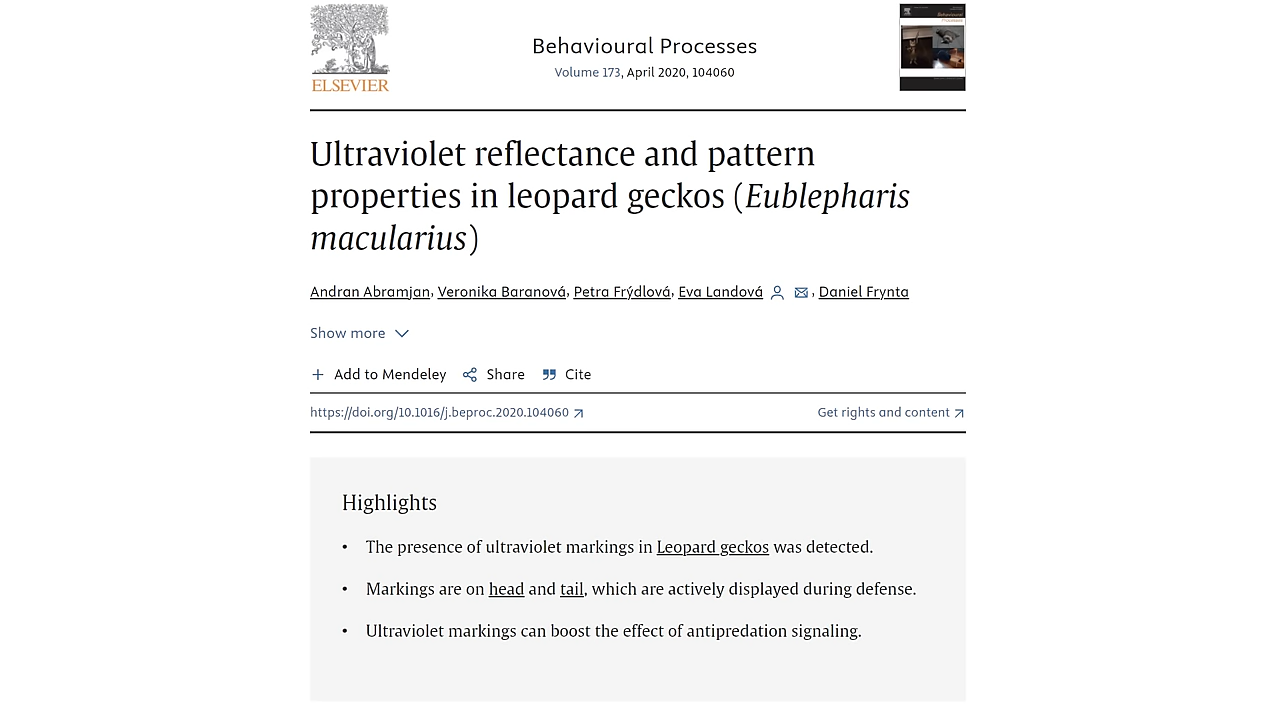 ELSEVIER
Behavioural Processes
Volume 173, April 2020, 104060
Ultraviolet reflectance and pattern
properties in leopard geckos (Eublepharis
macularius)
Andran Abramjan, Veronika Baranová, Petra Frýdlová, Eva Landová , Daniel Frynta
Show more
+ Add to Mendeley Share Cite
https://doi.org/10.1016/j.beproc.2020.104060 Get rights and content
Highlights
• The presence of ultraviolet markings in Leopard geckos was detected.
• Markings are on head and tail, which are actively displayed during defense.
• Ultraviolet markings can boost the effect of antipredation signaling.